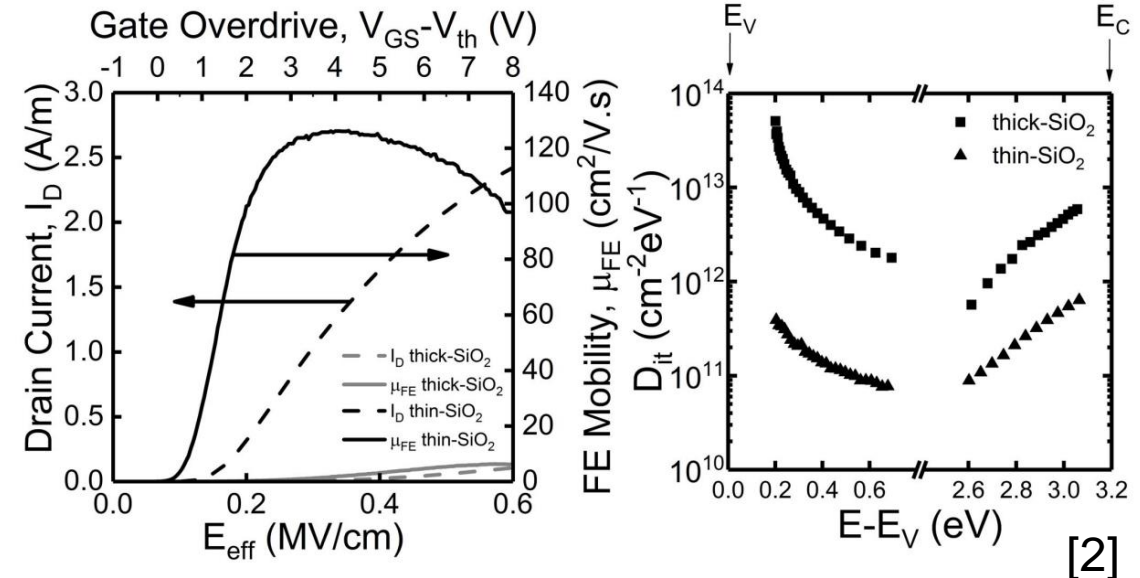 Gate Overdrive, V_GS-V_th (V)
-1 0 1 2 3 4 5 6 7 8
Drain Current, I_D (A/m)
3.0
2.5
2.0
1.5
1.0
0.5
0.0
140
120
100
80
60
40
20
0
FE Mobility, μ_FE (cm²/V.s)
I_D thick-SiO₂
μ_FE thick-SiO₂
I_D thin-SiO₂
μ_FE thin-SiO₂
0.0 0.2 0.4 0.6
E_eff (MV/cm)
E_V
E_C
D_it (cm⁻²eV⁻¹)
10¹⁴
10¹³
10¹²
10¹¹
10¹⁰
thick-SiO₂
thin-SiO₂
0.0 0.2 0.4 0.6 2.6 2.8 3.0 3.2
E-E_V (eV)
[2]